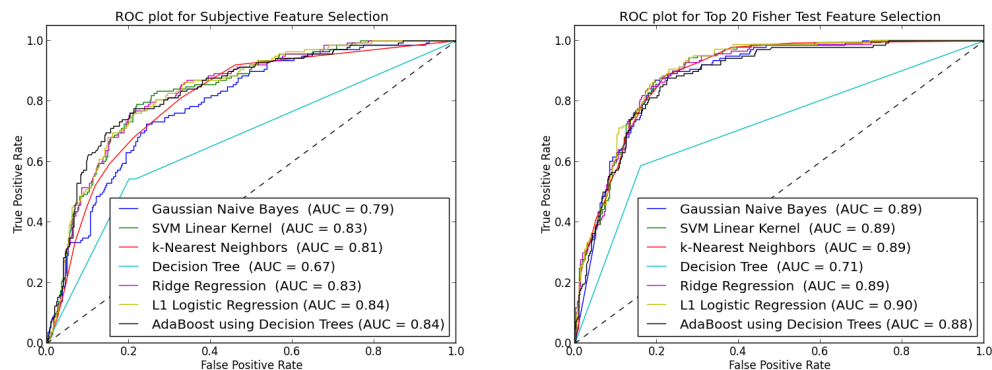 ROC plot for Subjective Feature Selection
1.0
0.8
0.6
0.4
0.2
0.0
True Positive Rate
Gaussian Naive Bayes (AUC = 0.79)
SVM Linear Kernel (AUC = 0.83)
k-Nearest Neighbors (AUC = 0.81)
Decision Tree (AUC = 0.67)
Ridge Regression (AUC = 0.83)
L1 Logistic Regression (AUC = 0.84)
AdaBoost using Decision Trees (AUC = 0.84)
0.0 0.2 0.4 0.6 0.8 1.0
False Positive Rate
ROC plot for Top 20 Fisher Test Feature Selection
1.0
0.8
0.6
0.4
0.2
0.0
True Positive Rate
Gaussian Naive Bayes (AUC = 0.89)
SVM Linear Kernel (AUC = 0.89)
k-Nearest Neighbors (AUC = 0.89)
Decision Tree (AUC = 0.71)
Ridge Regression (AUC = 0.89)
L1 Logistic Regression (AUC = 0.90)
AdaBoost using Decision Trees (AUC = 0.88)
0.0 0.2 0.4 0.6 0.8 1.0
False Positive Rate